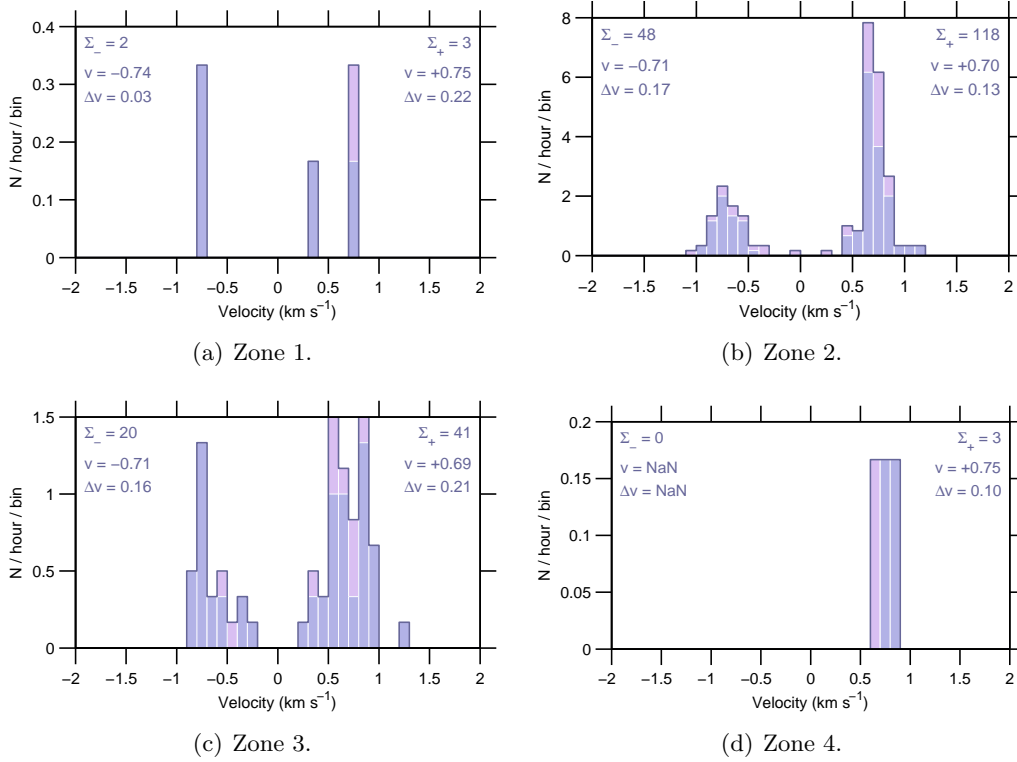 0.4
Σ− = 2
Σ+ = 3
v = −0.74
v = +0.75
Δv = 0.03
Δv = 0.22
0.3
0.2
0.1
0
N / hour / bin
−2 −1.5 −1 −0.5 0 0.5 1 1.5 2
Velocity (km s−1)
(a) Zone 1.
8
Σ− = 48
Σ+ = 118
v = −0.71
v = +0.70
Δv = 0.17
Δv = 0.13
6
4
2
0
N / hour / bin
−2 −1.5 −1 −0.5 0 0.5 1 1.5 2
Velocity (km s−1)
(b) Zone 2.
1.5
Σ− = 20
Σ+ = 41
v = −0.71
v = +0.69
Δv = 0.16
Δv = 0.21
1
0.5
0
N / hour / bin
−2 −1.5 −1 −0.5 0 0.5 1 1.5 2
Velocity (km s−1)
(c) Zone 3.
0.2
Σ− = 0
Σ+ = 3
v = NaN
v = +0.75
Δv = NaN
Δv = 0.10
0.15
0.1
0.05
0
N / hour / bin
−2 −1.5 −1 −0.5 0 0.5 1 1.5 2
Velocity (km s−1)
(d) Zone 4.